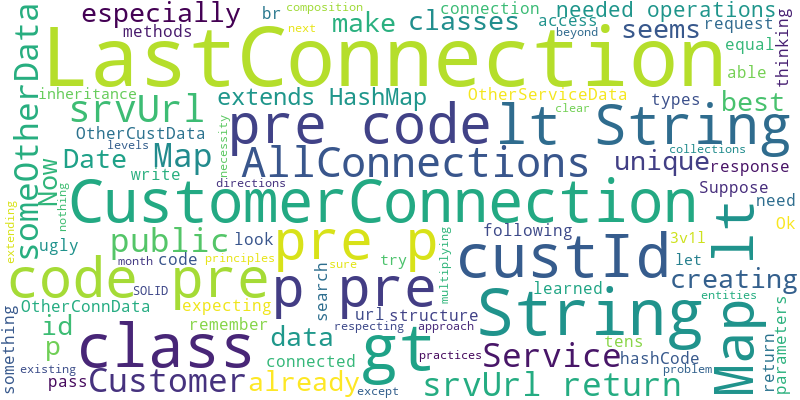 especially
methods
br
make
classes
composition
connection
access
next
beyond
needed operations
seems
request
equal
thinking
someOtherData
LastConnection
able
inheritance
srvUrl
extends HashMap
OtherServiceData
types
clear
best
OtherCustData
levels
pre code
lt String
Date
Map
write
necessity
AllConnections
collections
unique
response
Now
directions
Suppose
CustomerConnection
need
extending
nothing
ugly
public
look
pre p
multiplying
following
3v1l
Ok
month
code
principles
try
sure
custId
let
lt
code pre
SOLID
expecting
p pre
search
url
structure
learned
creating
entities
OtherConnData
remember
respecting
approach
String
Map
parameters
something
id
p
class
data
connected
gt
practices
Service
tens
hashCode
return
existing
pass
Customer
already
except
srvUrl return
problem